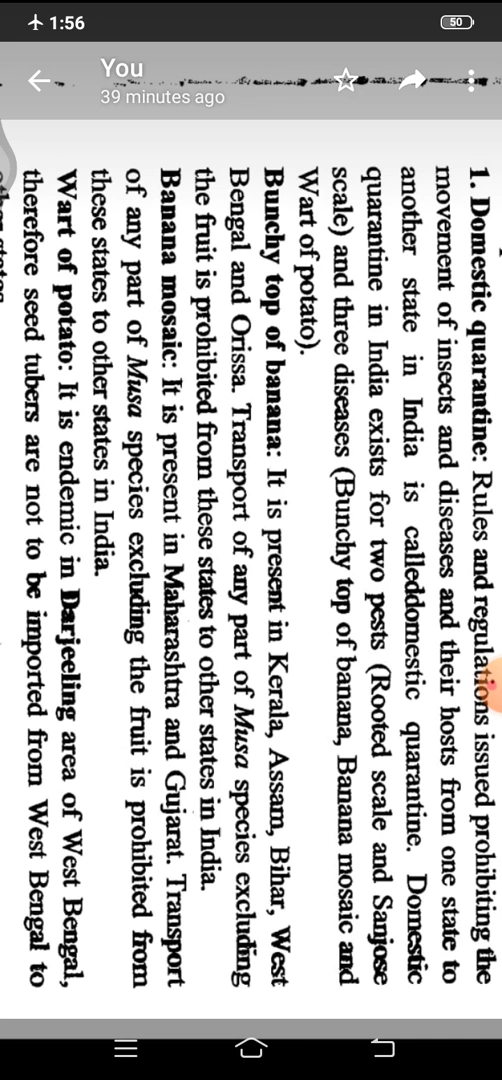 1:56
50
You
39 minutes ago
1. Domestic quarantine: Rules and regulations issued prohibiting the
movement of insects and diseases and their hosts from one state to
another state in India is calleddomestic quarantine. Domestic
quarantine in India exists for two pests (Rooted scale and Sanjose
scale) and three diseases (Bunchy top of banana, Banana mosaic and
Wart of potato).
Bunchy top of banana: It is present in Kerala, Assam, Bihar, West
Bengal and Orissa. Transport of any part of Musa species excluding
the fruit is prohibited from these states to other states in India.
Banana mosaic: It is present in Maharashtra and Gujarat. Transport
of any part of Musa species excluding the fruit is prohibited from
these states to other states in India.
Wart of potato: It is endemic in Darjeeling area of West Bengal,
therefore seed tubers are not to be imported from West Bengal to
other states